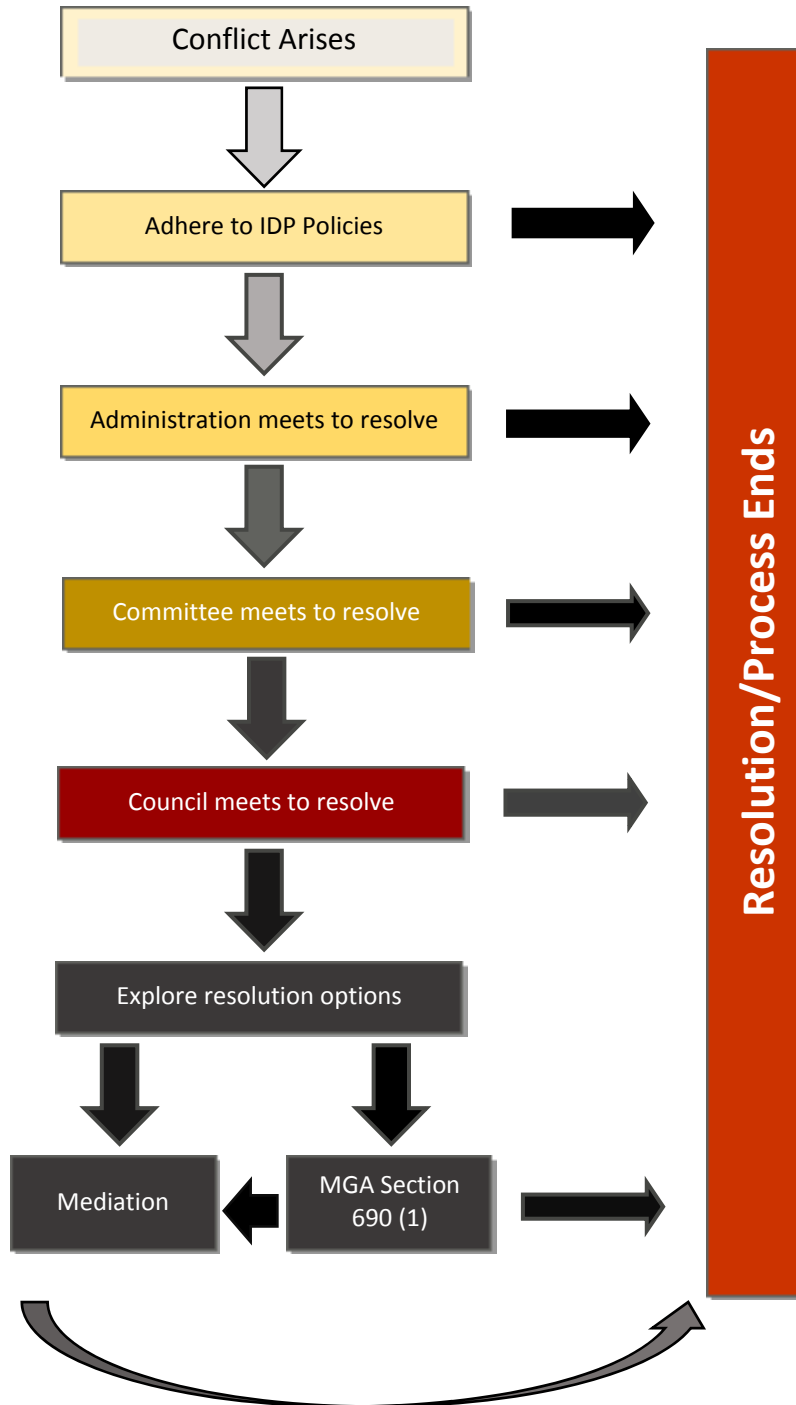 Conflict Arises
Adhere to IDP Policies
Administration meets to resolve
Committee meets to resolve
Council meets to resolve
Explore resolution options
Mediation
MGA Section
690 (1)
Resolution/Process Ends